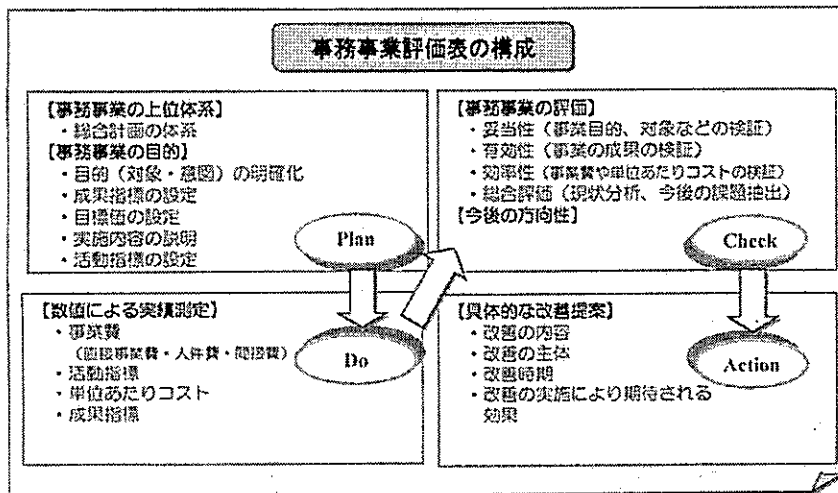 事務事業評価表の構成
【事務事業の上位体系】
・総合計画の体系
【事務事業の目的】
・目的(対象・意図)の明確化
・成果指標の設定
・目標値の設定
・実施内容の説明
・活動指標の設定
Plan
【事務事業の評価】
・妥当性(事業目的、対象などの検証)
・有効性(事業の成果の検証)
・効率性(事業費や単位あたりコストの検証)
・総合評価(現状分析、今後の課題抽出)
【今後の方向性】
Check
【数値による実績測定】
・事業費
(直接事業費・人件費・間接費)
・活動指標
・単位あたりコスト
・成果指標
Do
【具体的な改善提案】
・改善の内容
・改善の主体
・改善時期
・改善の実施により期待される
効果
Action